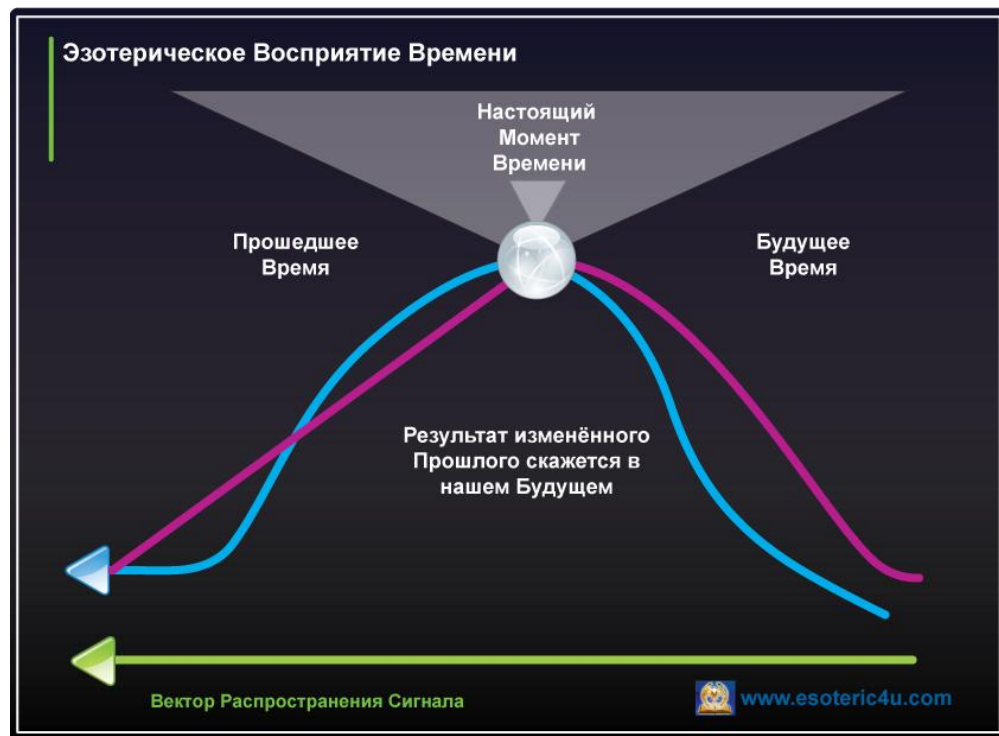 Эзотерическое Восприятие Времени
Настоящий
Момент
Времени
Прошедшее
Время
Будущее
Время
Результат изменённого
Прошлого скажется в
нашем Будущем
Вектор Распространения Сигнала
www.esoteric4u.com